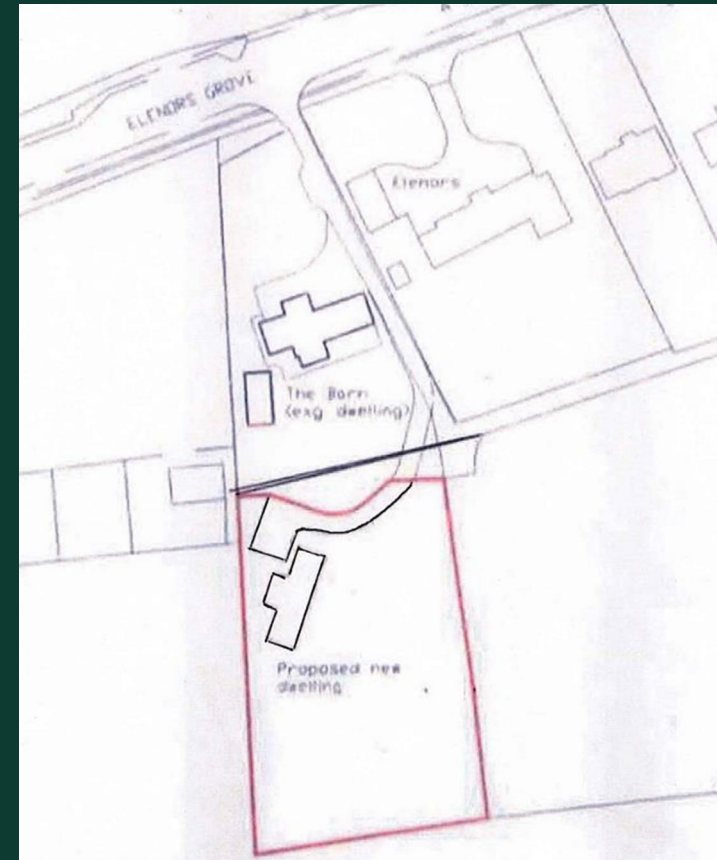 ELENORS GROVE
Elenors
The Barn
(exg dwelling)
Proposed new
dwelling